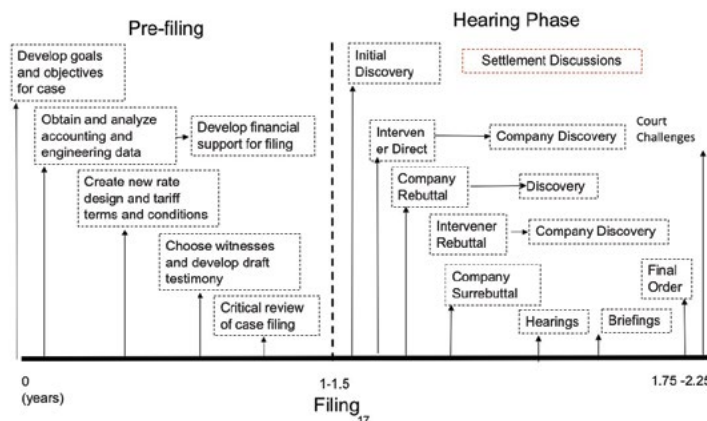 Pre-filing
Hearing Phase
Develop goals
and objectives
for case
Obtain and analyze
accounting and
engineering data
Develop financial
support for filing
Create new rate
design and tariff
terms and conditions
Choose witnesses
and develop draft
testimony
Critical review
of case filing
Initial
Discovery
Settlement Discussions
Interven
er Direct
Company Discovery
Court
Challenges
Company
Rebuttal
Discovery
Intervener
Rebuttal
Company Discovery
Company
Surrebuttal
Final
Order
Hearings
Briefings
0
(years)
1-1.5
1.75 -2.25
Filing
17